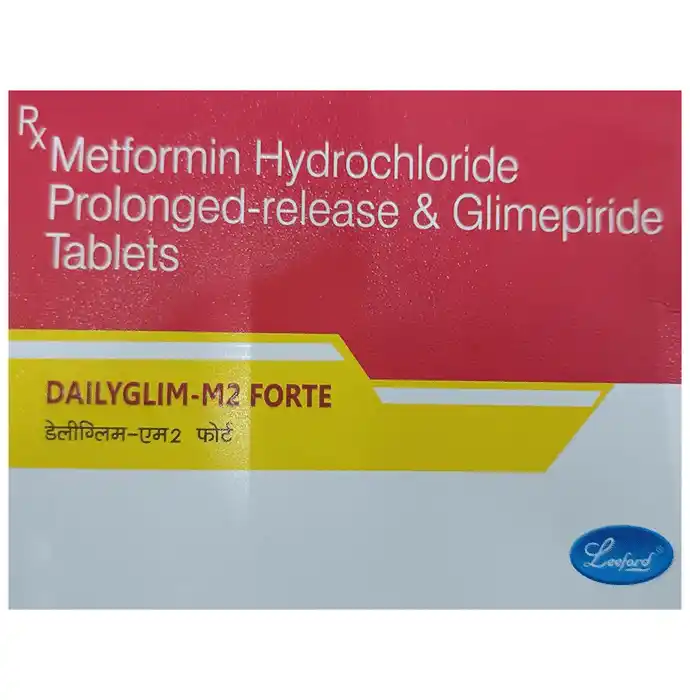 Rx
Metformin Hydrochloride
Prolonged-release & Glimepiride
Tablets
DAILYGLIM-M2 FORTE
डेलीग्लिम-एम2 फोर्ट
Leeford®